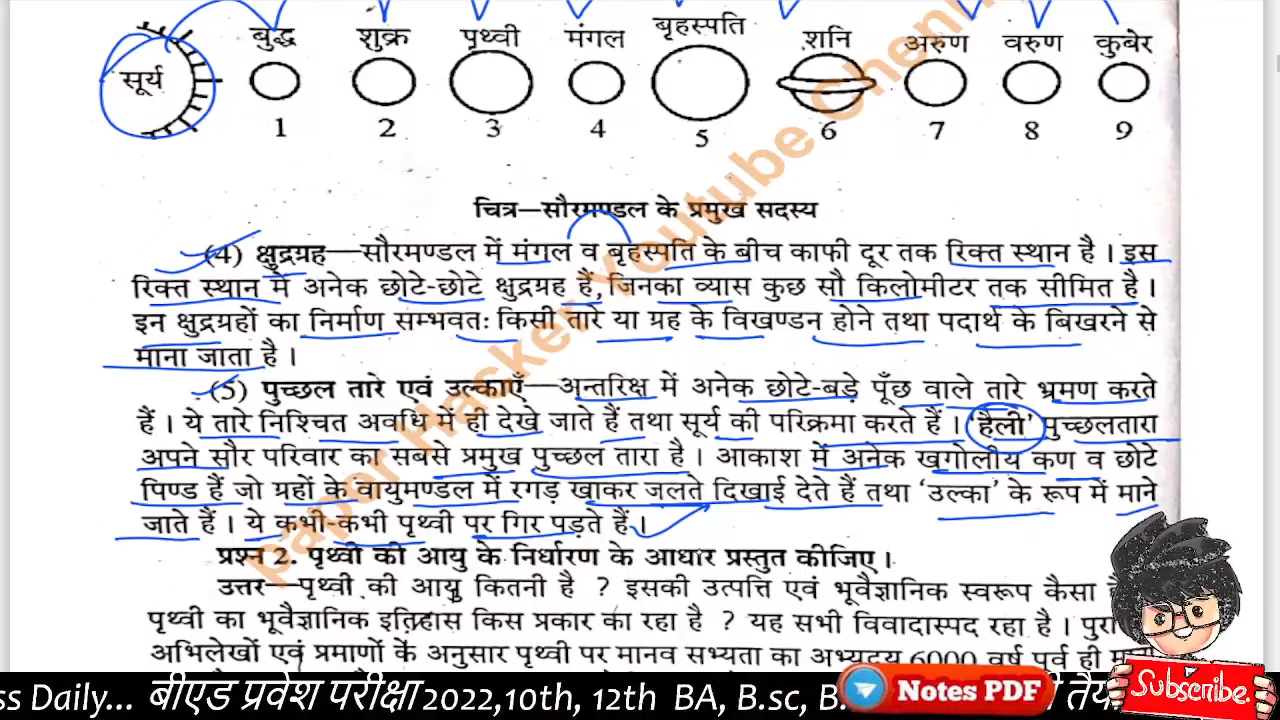 सूर्य बुद्ध शुक्र पृथ्वी मंगल बृहस्पति शनि अरुण वरुण कुबेर
1 2 3 4 5 6 7 8 9
चित्र—सौरमण्डल के प्रमुख सदस्य
(4) क्षुद्रग्रह—सौरमण्डल में मंगल व बृहस्पति के बीच काफी दूर तक रिक्त स्थान है। इस
रिक्त स्थान में अनेक छोटे-छोटे क्षुद्रग्रह हैं, जिनका व्यास कुछ सौ किलोमीटर तक सीमित है।
इन क्षुद्रग्रहों का निर्माण सम्भवतः किसी तारे या ग्रह के विखण्डन होने तथा पदार्थ के बिखरने से
माना जाता है।
(5) पुच्छल तारे एवं उल्काएँ—अन्तरिक्ष में अनेक छोटे-बड़े पूँछ वाले तारे भ्रमण करते
हैं। ये तारे निश्चित अवधि में ही देखे जाते हैं तथा सूर्य की परिक्रमा करते हैं। 'हैली' पुच्छलतारा
अपने सौर परिवार का सबसे प्रमुख पुच्छल तारा है। आकाश में अनेक खगोलीय कण व छोटे
पिण्ड हैं जो ग्रहों के वायुमण्डल में रगड़ खाकर जलते दिखाई देते हैं तथा 'उल्का' के रूप में माने
जाते हैं। ये कभी-कभी पृथ्वी पर गिर पड़ते हैं।
प्रश्न 2. पृथ्वी की आयु के निर्धारण के आधार प्रस्तुत कीजिए।
उत्तर—पृथ्वी की आयु कितनी है ? इसकी उत्पत्ति एवं भूवैज्ञानिक स्वरूप कैसा
पृथ्वी का भूवैज्ञानिक इतिहास किस प्रकार का रहा है ? यह सभी विवादास्पद रहा है।
अभिलेखों एवं प्रमाणों के अनुसार पृथ्वी पर मानव सभ्यता का अभ्युदय 6000 वर्ष पूर्व ही
paper Hacker Youtube
ss Daily... बीएड प्रवेश परीक्षा 2022,10th, 12th BA, B.sc, B.
Notes PDF
Subscribe.